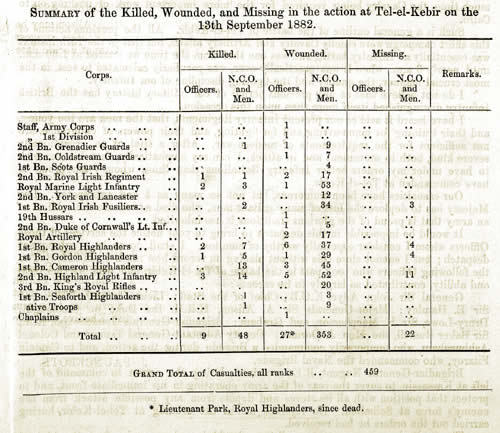 SUMMARY of the Killed, Wounded, and Missing in the action at Tel-el-Kebir on the
13th September 1882.
Corps. Killed. Wounded. Missing. Remarks.
Officers. N.C.O. and Men. Officers. N.C.O. and Men. Officers. N.C.O. and Men.
Staff, Army Corps .. .. .. .. .. 1 .. .. ..
„ 1st Division .. .. .. .. .. 1 .. .. ..
2nd Bn. Grenadier Guards .. .. 1 1 9 .. ..
2nd Bn. Coldstream Guards .. .. .. .. 1 7 .. ..
1st Bn. Scots Guards .. .. .. .. .. 4 .. ..
2nd Bn. Royal Irish Regiment .. 1 1 2 17 .. ..
Royal Marine Light Infantry .. 2 3 1 53 .. ..
2nd Bn. York and Lancaster .. .. .. .. 12 .. ..
1st Bn. Royal Irish Fusiliers .. .. 2 .. 34 .. 3
19th Hussars .. .. .. .. .. 1 .. .. ..
2nd Bn. Duke of Cornwall's Lt. Inf. .. .. .. 1 5 .. ..
Royal Artillery .. .. .. .. .. 2 17 .. ..
1st Bn. Royal Highlanders .. 2 7 6 37 .. 4
1st Bn. Gordon Highlanders .. 1 5 1 29 .. 4
1st Bn. Cameron Highlanders .. .. 13 3 45 .. ..
2nd Bn. Highland Light Infantry .. 3 14 5 52 .. 11
3rd Bn. King's Royal Rifles .. .. .. .. .. 20 .. ..
1st Bn. Seaforth Highlanders .. .. 1 .. 3 .. ..
ative Troops .. .. .. .. 1 .. 9 .. ..
Chaplains .. .. .. .. .. .. 1 .. .. ..
Total .. .. .. 9 48 27* 353 .. 22
GRAND TOTAL of Casualties, all ranks .. .. 459
* Lieutenant Park, Royal Highlanders, since dead.